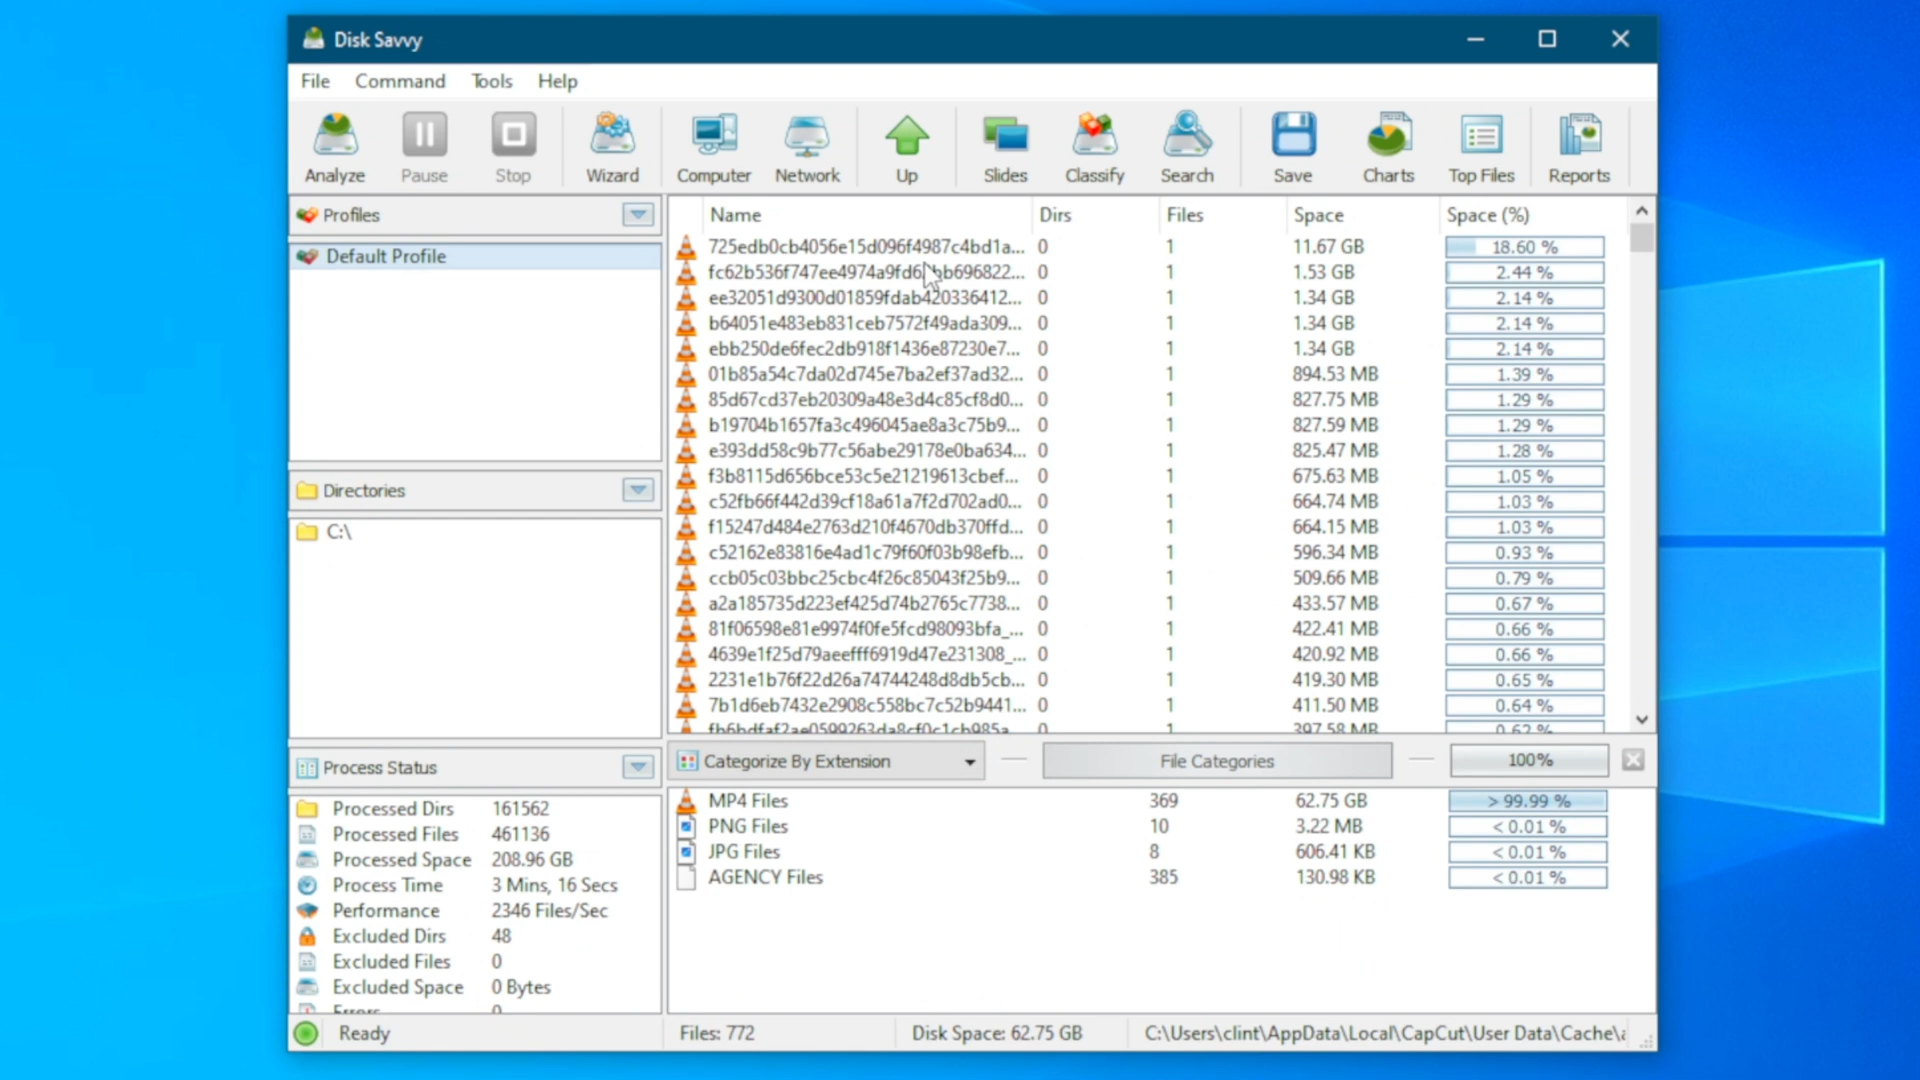 Disk Savvy
File Command Tools Help
Analyze Pause Stop Wizard Computer Network Up Slides Classify Search Save Charts Top Files Reports
Profiles
Default Profile
Directories
C:\
Process Status
Processed Dirs 161562
Processed Files 461136
Processed Space 208.96 GB
Process Time 3 Mins, 16 Secs
Performance 2346 Files/Sec
Excluded Dirs 48
Excluded Files 0
Excluded Space 0 Bytes
Errors 0
Name Dirs Files Space Space (%)
725edb0cb4056e15d096f4987c4bd1a... 0 1 11.67 GB 18.60 %
0 1 1.53 GB 2.44 %
ee32051d9300d01859fdab420336412... 0 1 1.34 GB 2.14 %
b64051e483eb831ceb7572f49ada309... 0 1 1.34 GB 2.14 %
ebb250de6fec2db918f1436e87230e7... 0 1 1.34 GB 2.14 %
01b85a54c7da02d745e7ba2ef37ad32... 0 1 894.53 MB 1.39 %
85d67cd37eb20309a48e3d4c85cf8d0... 0 1 827.75 MB 1.29 %
b19704b1657fa3c496045ae8a3c75b9... 0 1 827.59 MB 1.29 %
e393dd58c9b77c56abe29178e0ba634... 0 1 825.47 MB 1.28 %
f3b8115d656bce53c5e21219613cbef... 0 1 675.63 MB 1.05 %
c52fb66f442d39cf18a61a7f2d702ad0... 0 1 664.74 MB 1.03 %
f15247d484e2763d210f4670db370ffd... 0 1 664.15 MB 1.03 %
c52162e83816e4ad1c79f60f03b98efb... 0 1 596.34 MB 0.93 %
ccb05c03bbc25cbc4f26c85043f25b9... 0 1 509.66 MB 0.79 %
a2a185735d223ef425d74b2765c7738... 0 1 433.57 MB 0.67 %
81f06598e81e9974f0fe5fcd98093bfa_... 0 1 422.41 MB 0.66 %
4639e1f25d79aeefff6919d47e231308_... 0 1 420.92 MB 0.66 %
2231e1b76f22d26a74744248d8db5cb... 0 1 419.30 MB 0.65 %
7b1d6eb7432e2908c558bc7c52b9441... 0 1 411.50 MB 0.64 %
0 1 397.58 MB 0.62 %
Categorize By Extension File Categories 100%
MP4 Files 369 62.75 GB > 99.99 %
PNG Files 10 3.22 MB < 0.01 %
JPG Files 8 606.41 KB < 0.01 %
AGENCY Files 385 130.98 KB < 0.01 %
Ready Files: 772 Disk Space: 62.75 GB C:\Users\clint\AppData\Local\CapCut\User Data\Cache\